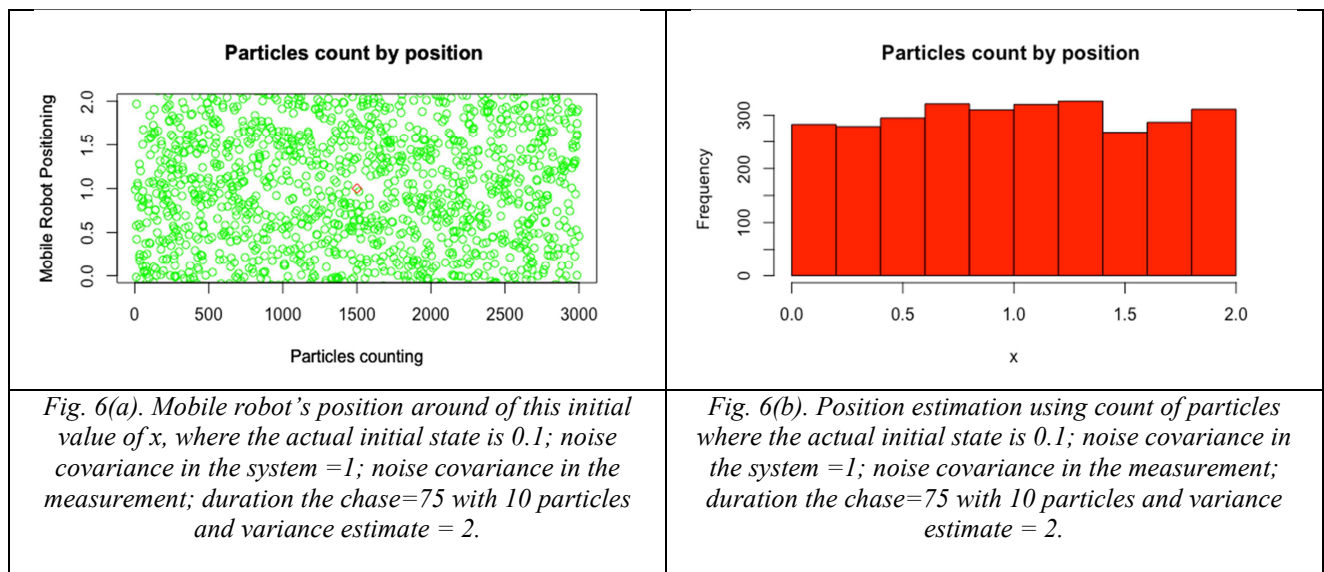 Particles count by position
Mobile Robot Positioning
2.0
1.5
1.0
0.5
0.0
0 500 1000 1500 2000 2500 3000
Particles counting
Fig. 6(a). Mobile robot's position around of this initial
value of x, where the actual initial state is 0.1; noise
covariance in the system =1; noise covariance in the
measurement; duration the chase=75 with 10 particles
and variance estimate = 2.
Particles count by position
Frequency
300
200
100
0
0.0 0.5 1.0 1.5 2.0
x
Fig. 6(b). Position estimation using count of particles
where the actual initial state is 0.1; noise covariance in
the system =1; noise covariance in the measurement;
duration the chase=75 with 10 particles and variance
estimate = 2.